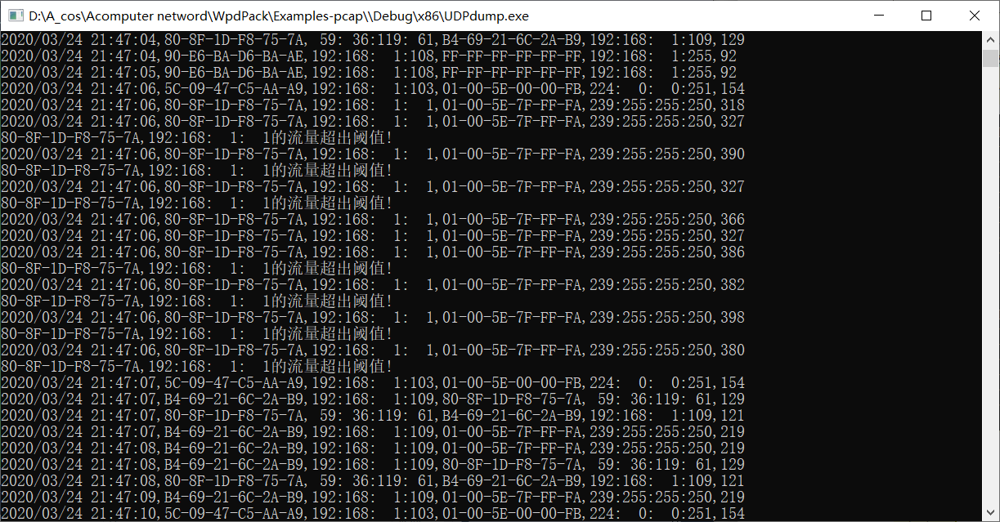 D:\A_cos\Acomputer netword\WpdPack\Examples-pcap\\Debug\x86\UDPdump.exe
2020/03/24 21:47:04,80-8F-1D-F8-75-7A, 59: 36:119: 61,B4-69-21-6C-2A-B9,192:168:  1:109,129
2020/03/24 21:47:04,90-E6-BA-D6-BA-AE,192:168:  1:108,FF-FF-FF-FF-FF-FF,192:168:  1:255,92
2020/03/24 21:47:05,90-E6-BA-D6-BA-AE,192:168:  1:108,FF-FF-FF-FF-FF-FF,192:168:  1:255,92
2020/03/24 21:47:06,5C-09-47-C5-AA-A9,192:168:  1:103,01-00-5E-00-00-FB,224:  0:  0:251,154
2020/03/24 21:47:06,80-8F-1D-F8-75-7A,192:168:  1:  1,01-00-5E-7F-FF-FA,239:255:255:250,318
2020/03/24 21:47:06,80-8F-1D-F8-75-7A,192:168:  1:  1,01-00-5E-7F-FF-FA,239:255:255:250,327
80-8F-1D-F8-75-7A,192:168:  1:  1的流量超出阈值!
2020/03/24 21:47:06,80-8F-1D-F8-75-7A,192:168:  1:  1,01-00-5E-7F-FF-FA,239:255:255:250,390
80-8F-1D-F8-75-7A,192:168:  1:  1的流量超出阈值!
2020/03/24 21:47:06,80-8F-1D-F8-75-7A,192:168:  1:  1,01-00-5E-7F-FF-FA,239:255:255:250,327
80-8F-1D-F8-75-7A,192:168:  1:  1的流量超出阈值!
2020/03/24 21:47:06,80-8F-1D-F8-75-7A,192:168:  1:  1,01-00-5E-7F-FF-FA,239:255:255:250,366
2020/03/24 21:47:06,80-8F-1D-F8-75-7A,192:168:  1:  1,01-00-5E-7F-FF-FA,239:255:255:250,327
2020/03/24 21:47:06,80-8F-1D-F8-75-7A,192:168:  1:  1,01-00-5E-7F-FF-FA,239:255:255:250,386
80-8F-1D-F8-75-7A,192:168:  1:  1的流量超出阈值!
2020/03/24 21:47:06,80-8F-1D-F8-75-7A,192:168:  1:  1,01-00-5E-7F-FF-FA,239:255:255:250,382
80-8F-1D-F8-75-7A,192:168:  1:  1的流量超出阈值!
2020/03/24 21:47:06,80-8F-1D-F8-75-7A,192:168:  1:  1,01-00-5E-7F-FF-FA,239:255:255:250,398
80-8F-1D-F8-75-7A,192:168:  1:  1的流量超出阈值!
2020/03/24 21:47:06,80-8F-1D-F8-75-7A,192:168:  1:  1,01-00-5E-7F-FF-FA,239:255:255:250,380
80-8F-1D-F8-75-7A,192:168:  1:  1的流量超出阈值!
2020/03/24 21:47:07,5C-09-47-C5-AA-A9,192:168:  1:103,01-00-5E-00-00-FB,224:  0:  0:251,154
2020/03/24 21:47:07,B4-69-21-6C-2A-B9,192:168:  1:109,80-8F-1D-F8-75-7A, 59: 36:119: 61,129
2020/03/24 21:47:07,80-8F-1D-F8-75-7A, 59: 36:119: 61,B4-69-21-6C-2A-B9,192:168:  1:109,121
2020/03/24 21:47:07,B4-69-21-6C-2A-B9,192:168:  1:109,01-00-5E-7F-FF-FA,239:255:255:250,219
2020/03/24 21:47:08,B4-69-21-6C-2A-B9,192:168:  1:109,01-00-5E-7F-FF-FA,239:255:255:250,219
2020/03/24 21:47:08,B4-69-21-6C-2A-B9,192:168:  1:109,80-8F-1D-F8-75-7A, 59: 36:119: 61,129
2020/03/24 21:47:08,80-8F-1D-F8-75-7A, 59: 36:119: 61,B4-69-21-6C-2A-B9,192:168:  1:109,121
2020/03/24 21:47:09,B4-69-21-6C-2A-B9,192:168:  1:109,01-00-5E-7F-FF-FA,239:255:255:250,219
2020/03/24 21:47:10,5C-09-47-C5-AA-A9,192:168:  1:103,01-00-5E-00-00-FB,224:  0:  0:251,154